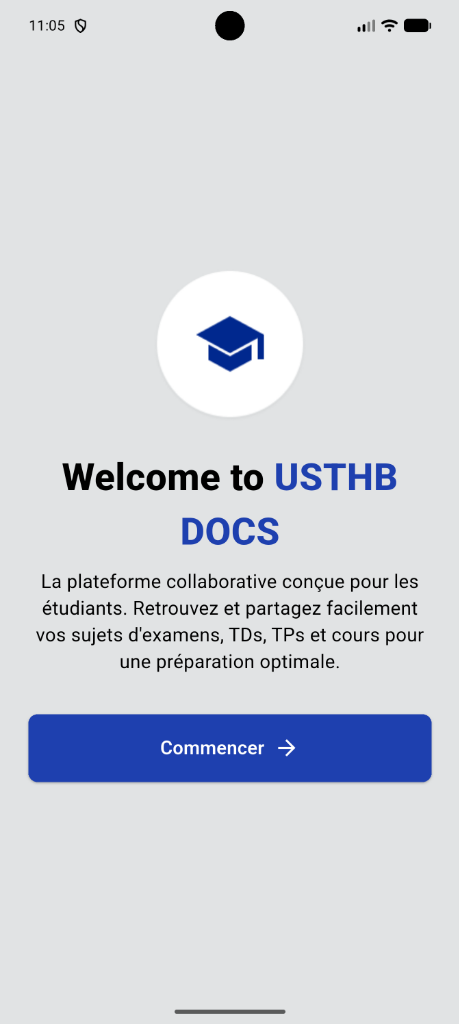 11:05
Welcome to USTHB
DOCS
La plateforme collaborative conçue pour les
étudiants. Retrouvez et partagez facilement
vos sujets d'examens, TDs, TPs et cours pour
une préparation optimale.
Commencer